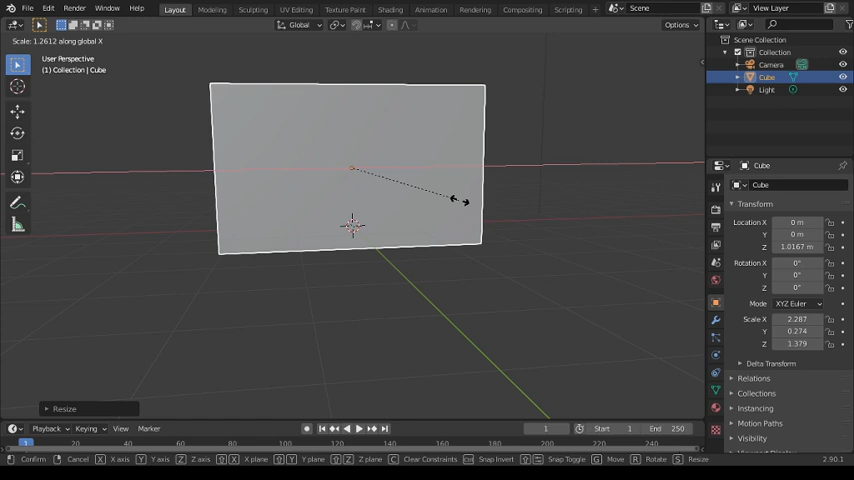 File Edit Render Window Help Layout Modeling Sculpting UV Editing Texture Paint Shading Animation Rendering Compositing Scripting + Scene View Layer
Global Options
Scale: 1.2612 along global X
User Perspective
(1) Collection | Cube
Scene Collection
Collection
Camera
Cube
Light
Cube
Cube
Transform
Location X 0 m
Y 0 m
Z 1.0167 m
Rotation X 0°
Y 0°
Z 0°
Mode XYZ Euler
Scale X 2.287
Y 0.274
Z 1.379
Delta Transform
Relations
Collections
Instancing
Motion Paths
Visibility
Resize
Playback Keying View Marker 1 Start 1 End 250
1 20 40 60 80 100 120 140 160 180 200 220 240
Confirm Cancel X X axis Y Y axis Z Z axis X X plane Y Y plane Z Z plane C Clear Constraints Snap Invert Snap Toggle G Move R Rotate S Resize 2.90.1